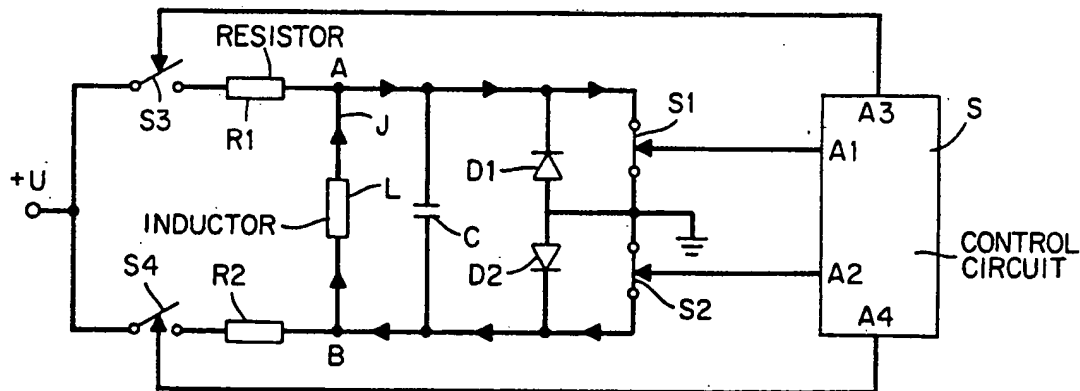 RESISTOR
A
S3
R1
J
S1
A3
S
A1
+U
D1
L
INDUCTOR
C
D2
CONTROL
CIRCUIT
S4
R2
S2
A2
A4
B